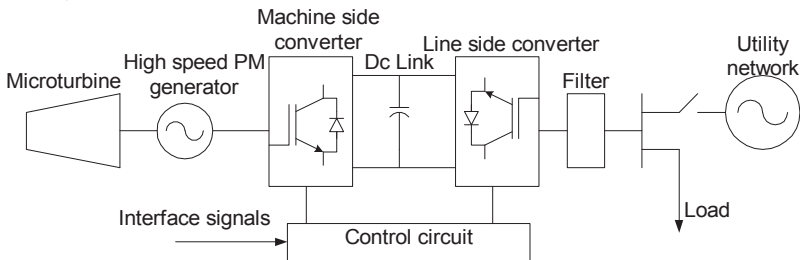 Machine side
converter
Line side converter
Utility
network
High speed PM
generator
Dc Link
Filter
Microturbine
Load
Interface signals
Control circuit